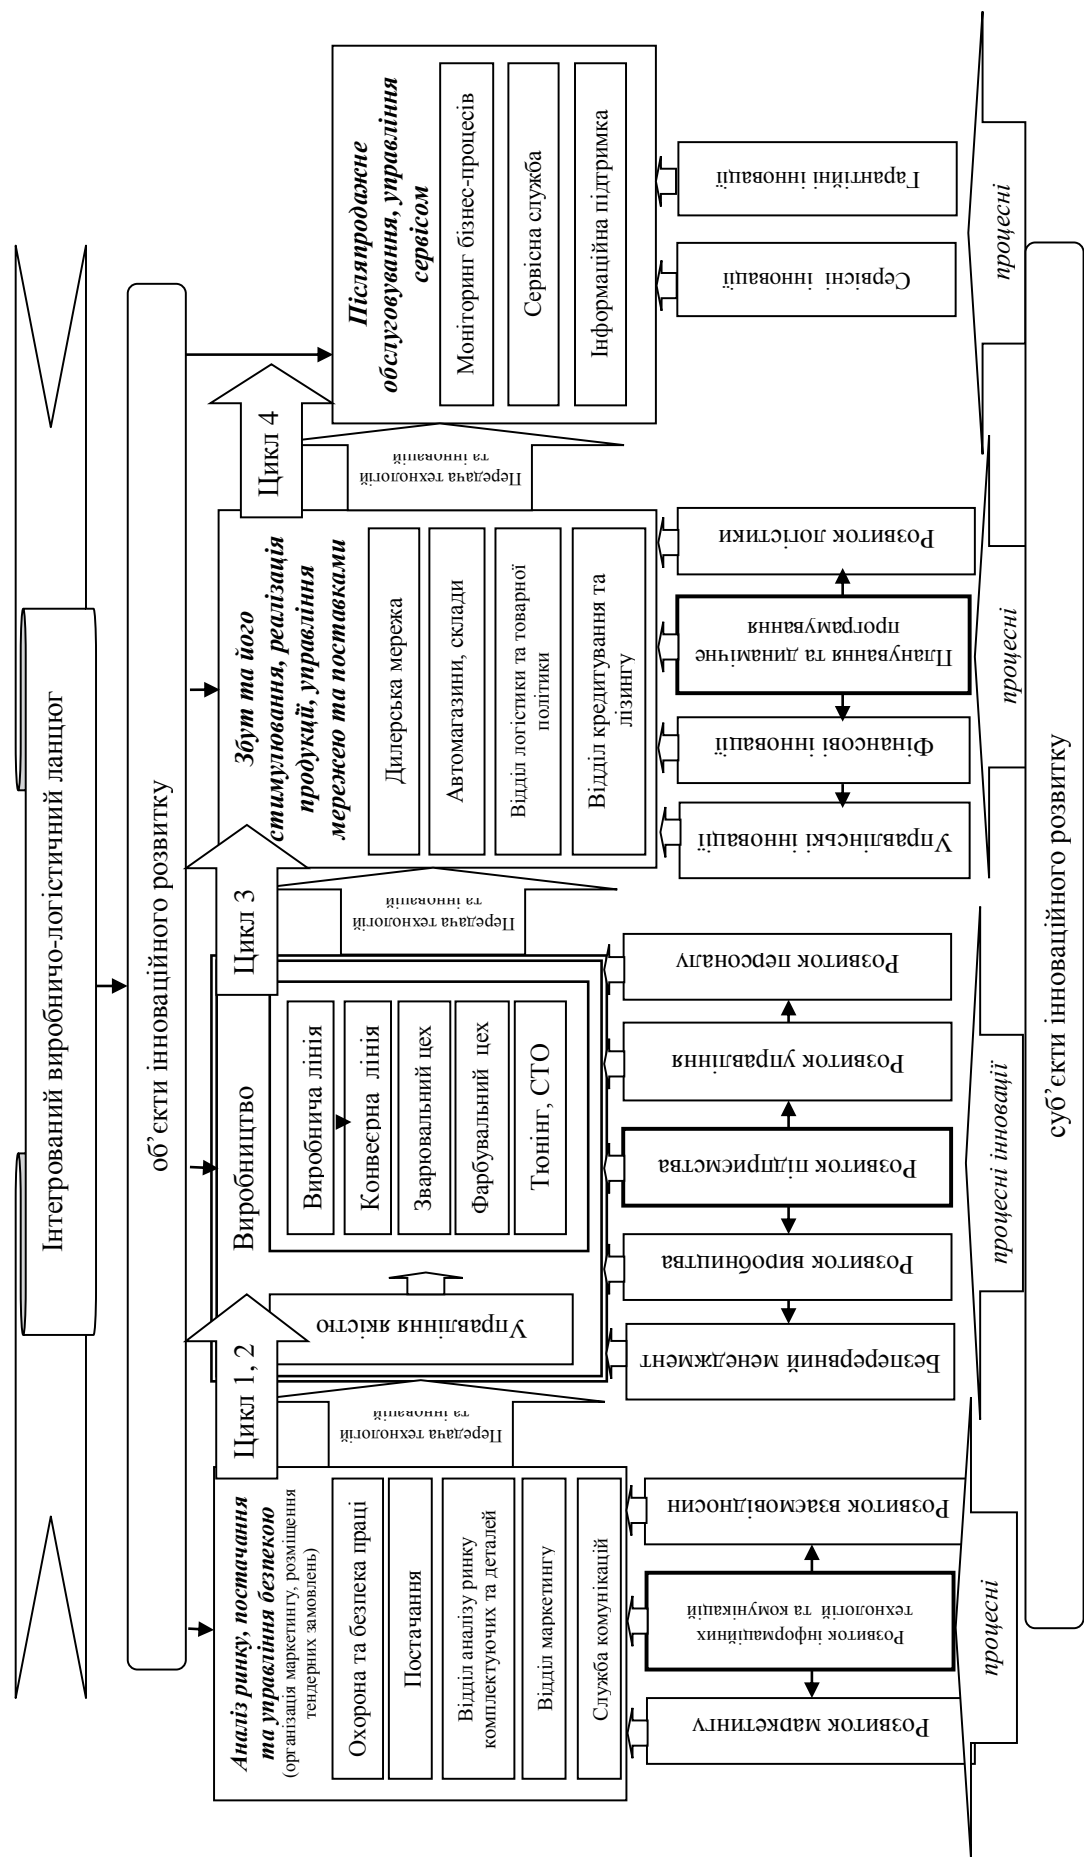 Інтегрований виробничо-логістичний ланцюг
об’єкти інноваційного розвитку
Цикл 1, 2
Цикл 3
Цикл 4
Аналіз ринку, постачання
та управління безпекою
(організація маркетингу, розміщення
тендерних замовлень)
Охорона та безпека праці
Постачання
Відділ аналізу ринку
комплектуючих та деталей
Відділ маркетингу
Служба комунікацій
Передача технологій
та інновацій
Виробництво
Управління якістю
Виробнича лінія
Конвеєрна лінія
Зварювальний цех
Фарбувальний цех
Тюнінг, СТО
Передача технологій
та інновацій
Збут та його
стимулювання, реалізація
продукції, управління
мережею та поставками
Дилерська мережа
Автомагазини, склади
Відділ логістики та товарної
політики
Відділ кредитування та
лізингу
Передача технологій
та інновацій
Післяпродажне
обслуговування, управління
сервісом
Моніторинг бізнес-процесів
Сервісна служба
Інформаційна підтримка
Розвиток маркетингу
Розвиток інформаційних
технологій та комунікацій
Розвиток взаємовідносин
Безперервний менеджмент
Розвиток виробництва
Розвиток підприємства
Розвиток управління
Розвиток персоналу
Управлінські інновації
Фінансові інновації
Планування та динамічне
програмування
Розвиток логістики
Сервісні інновації
Гарантійні інновації
процесні
процесні інновації
процесні
процесні
суб’єкти інноваційного розвитку